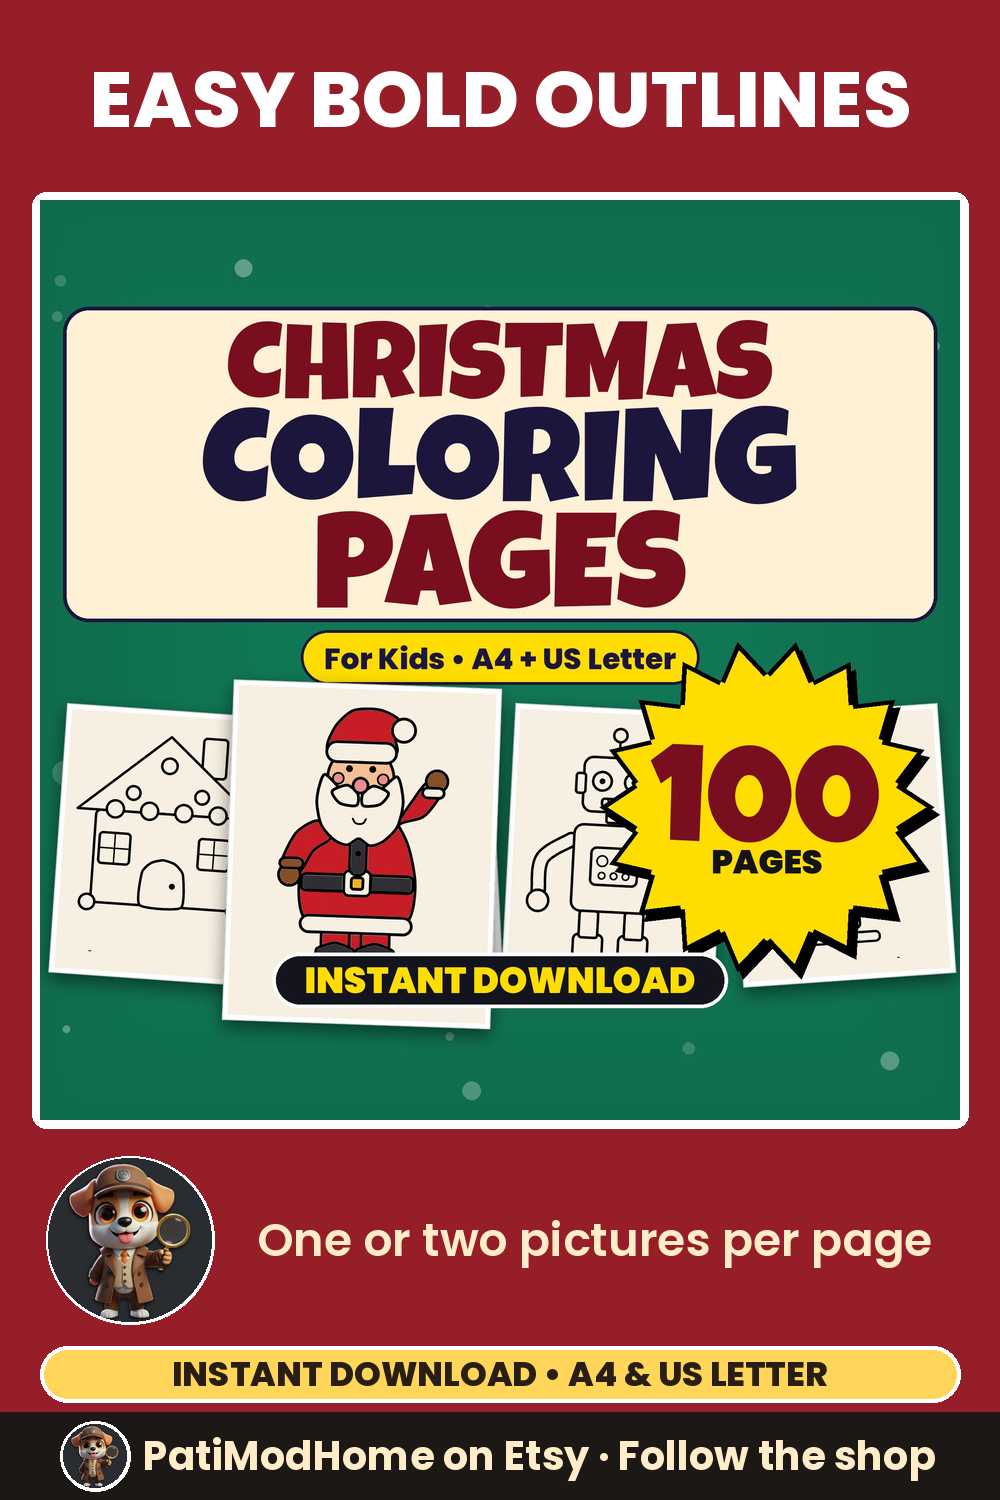 EASY BOLD OUTLINES
CHRISTMAS
COLORING
PAGES
For Kids • A4 + US Letter
100
PAGES
INSTANT DOWNLOAD
One or two pictures per page
INSTANT DOWNLOAD • A4 & US LETTER
PatiModHome on Etsy · Follow the shop